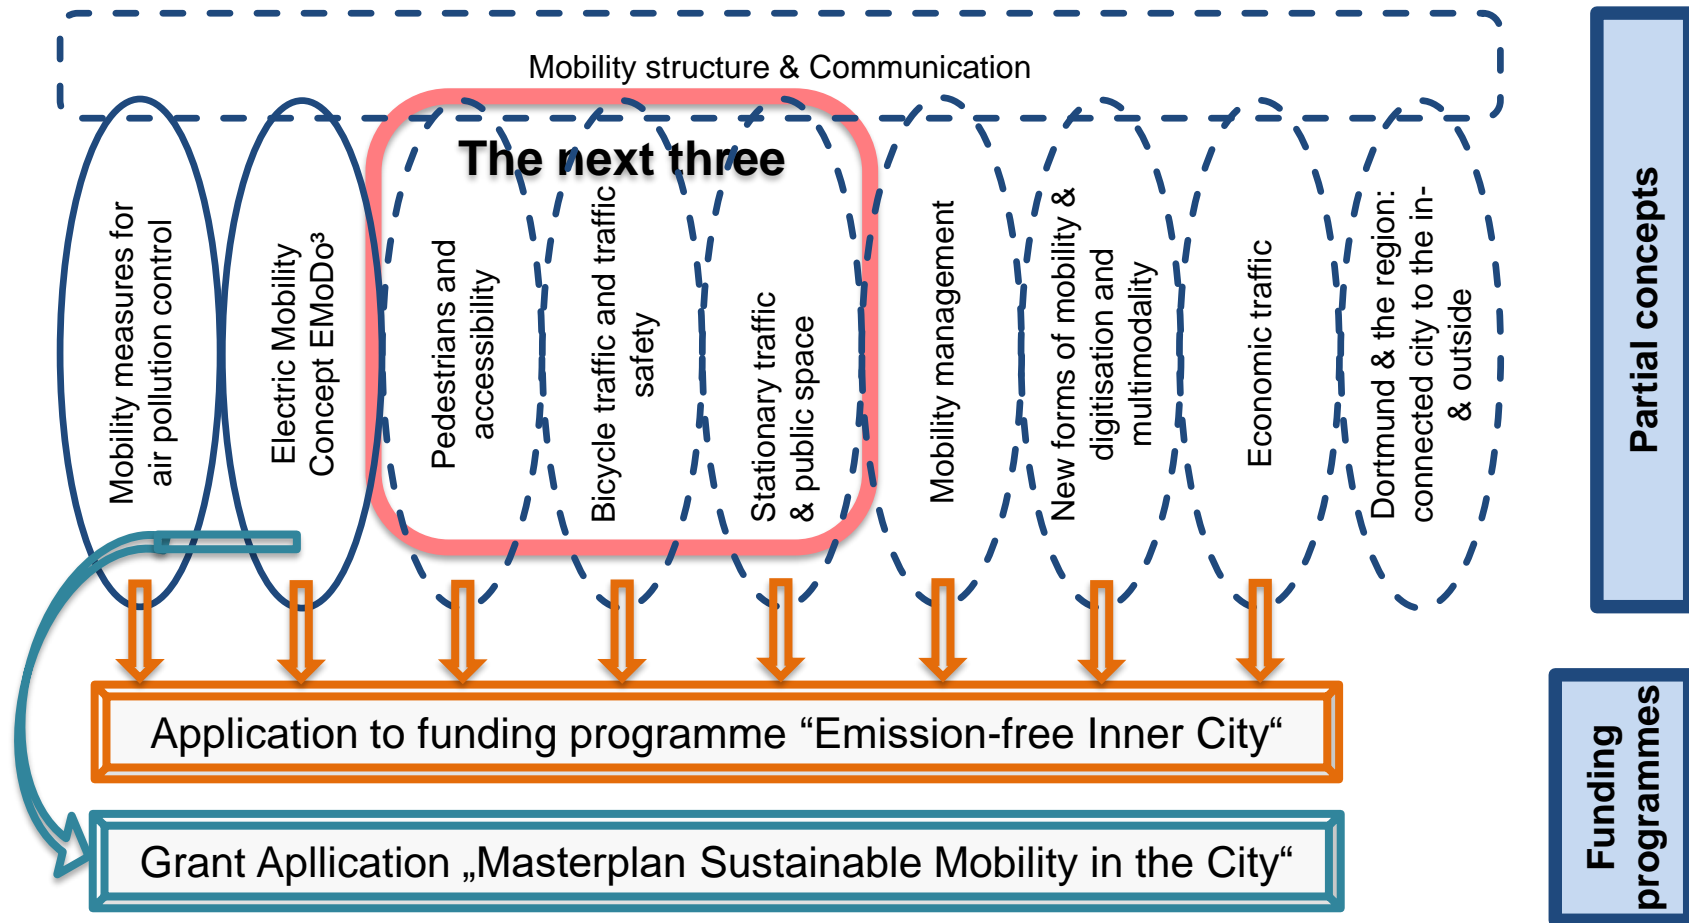 Mobility structure & Communication
The next three
Mobility measures for
air pollution control
Electric Mobility
Concept EMoDo³
Pedestrians and
accessibility
Bicycle traffic and traffic
safety
Stationary traffic
& public space
Mobility management
New forms of mobility &
digitisation and
multimodality
Economic traffic
Dortmund & the region:
connected city to the in-
& outside
Partial concepts
Application to funding programme “Emission-free Inner City“
Grant Apllication „Masterplan Sustainable Mobility in the City“
Funding
programmes